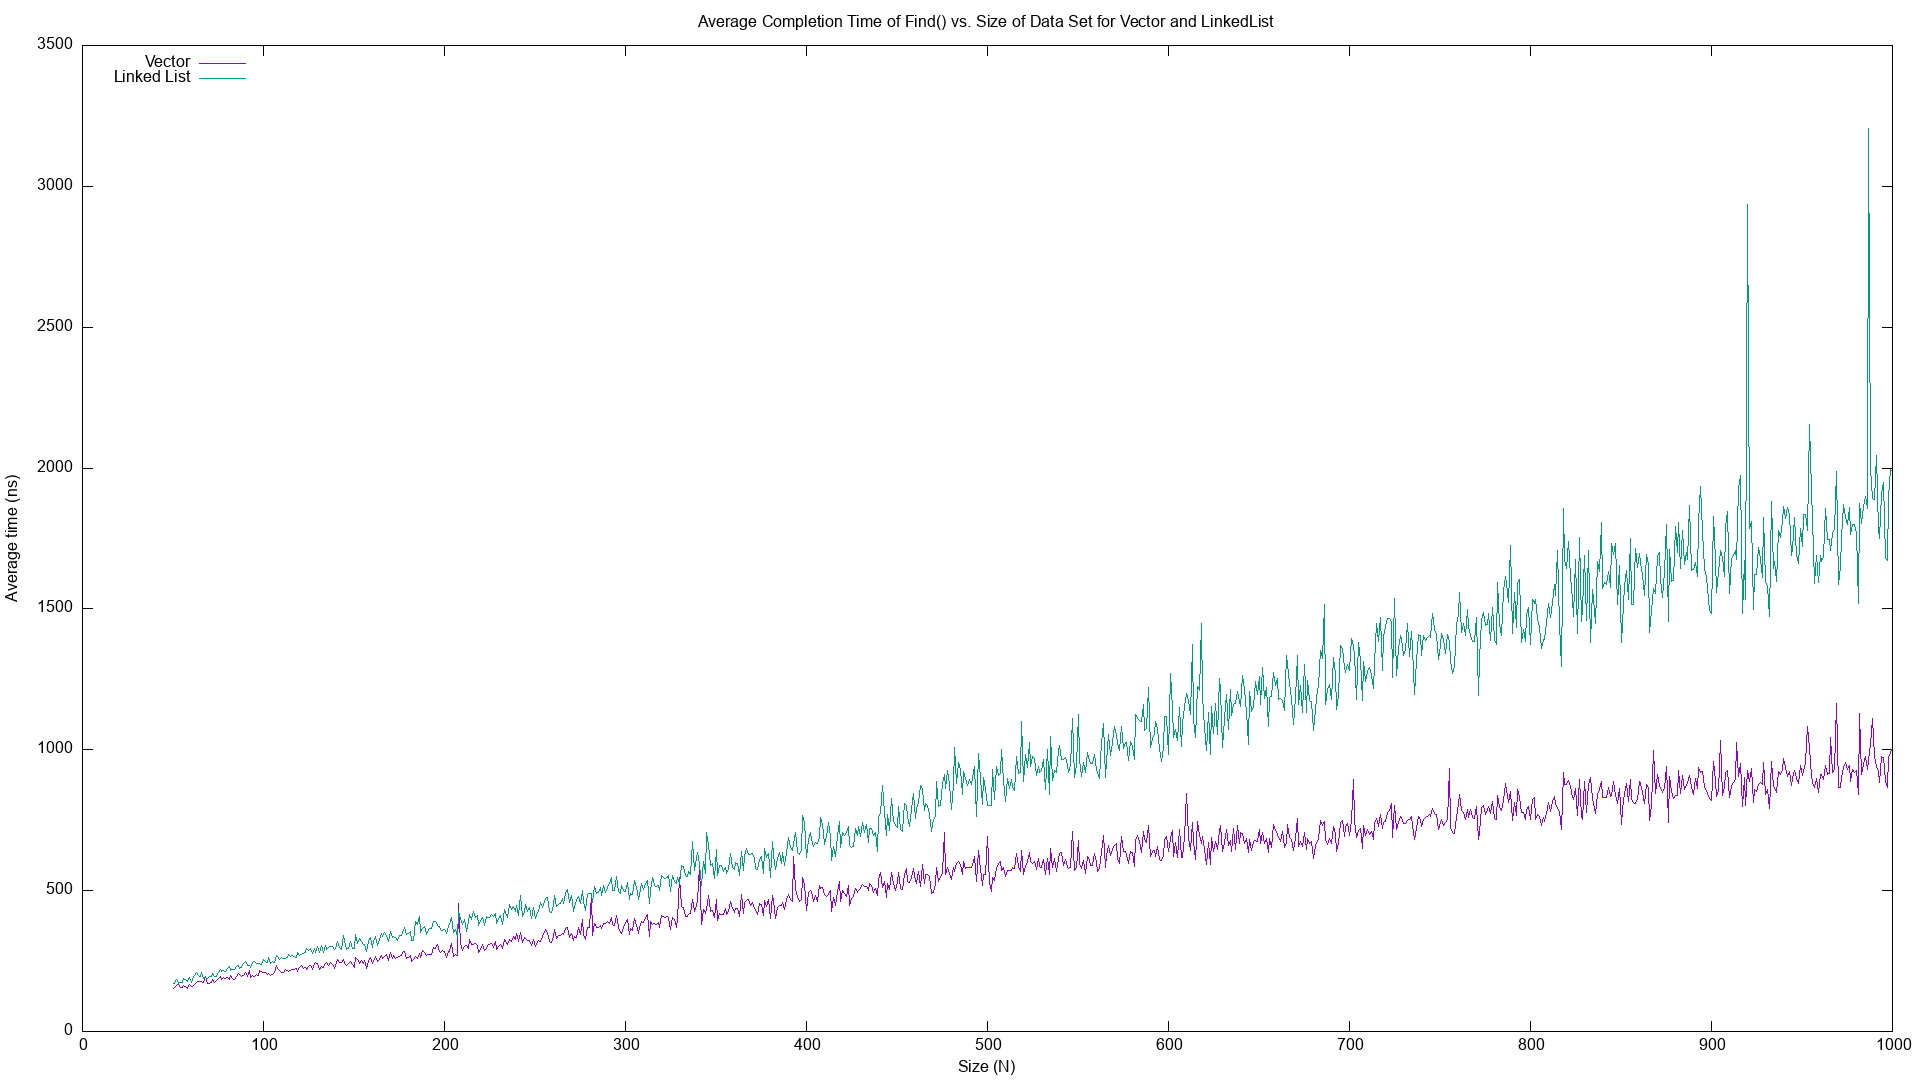 Average Completion Time of Find() vs. Size of Data Set for Vector and LinkedList
3500
Vector
Linked List
3000
2500
2000
1500
1000
500
0
Average time (ns)
0 100 200 300 400 500 600 700 800 900 1000
Size (N)